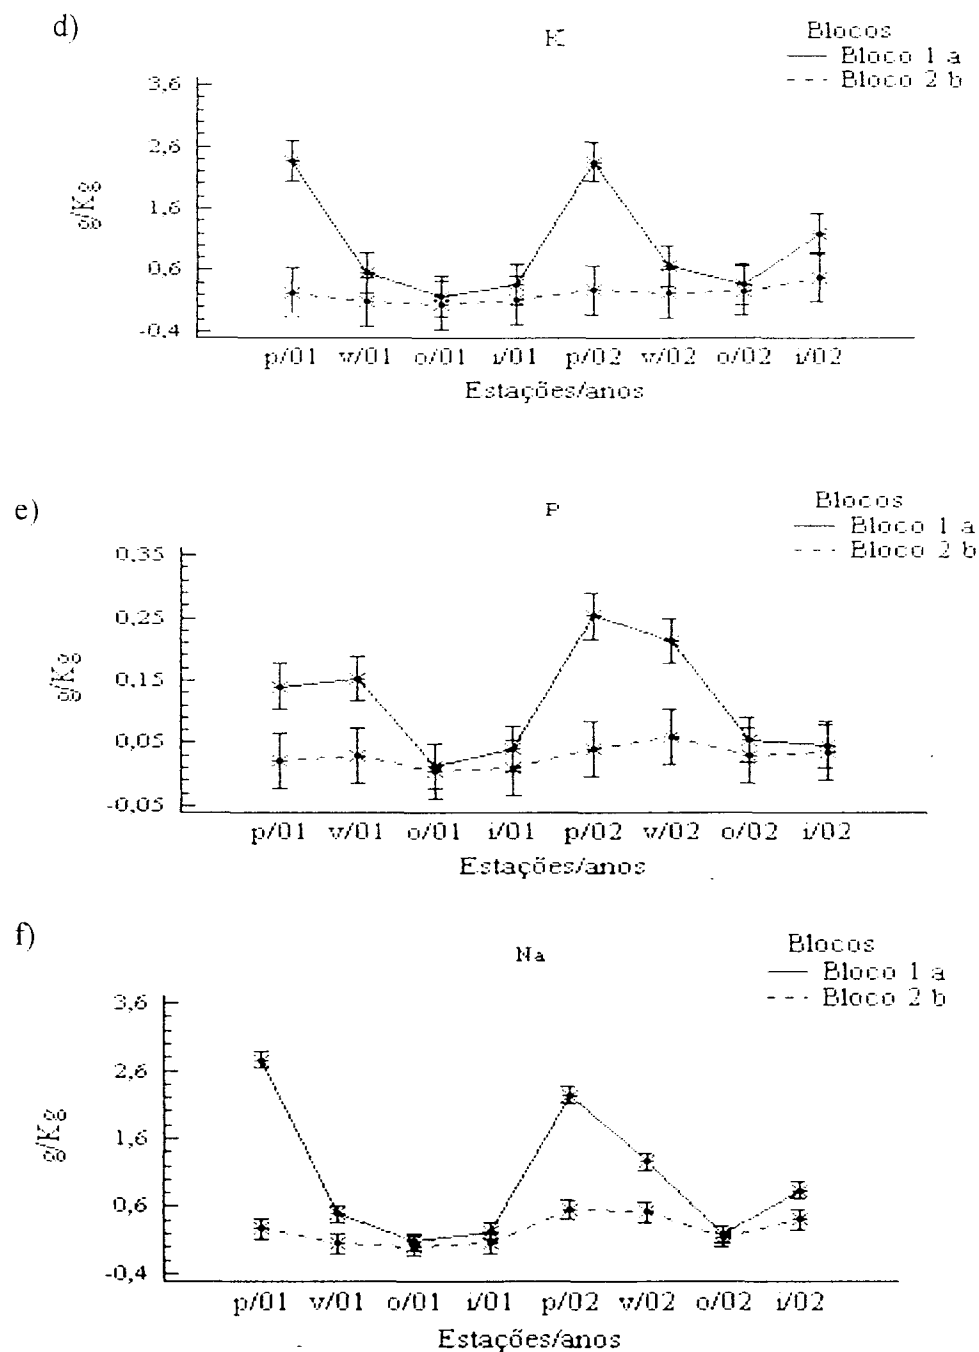 d)
K
Blocos
Bloco 1 a
Bloco 2 b
3,6
2,6
1,6
0,6
-0,4
g/Kg
p/01 v/01 o/01 i/01 p/02 v/02 o/02 i/02
Estações/anos
e)
P
Blocos
Bloco 1 a
Bloco 2 b
0,35
0,25
0,15
0,05
-0,05
g/Kg
p/01 v/01 o/01 i/01 p/02 v/02 o/02 i/02
Estações/anos
f)
Na
Blocos
Bloco 1 a
Bloco 2 b
3,6
2,6
1,6
0,6
-0,4
g/Kg
p/01 v/01 o/01 i/01 p/02 v/02 o/02 i/02
Estações/anos